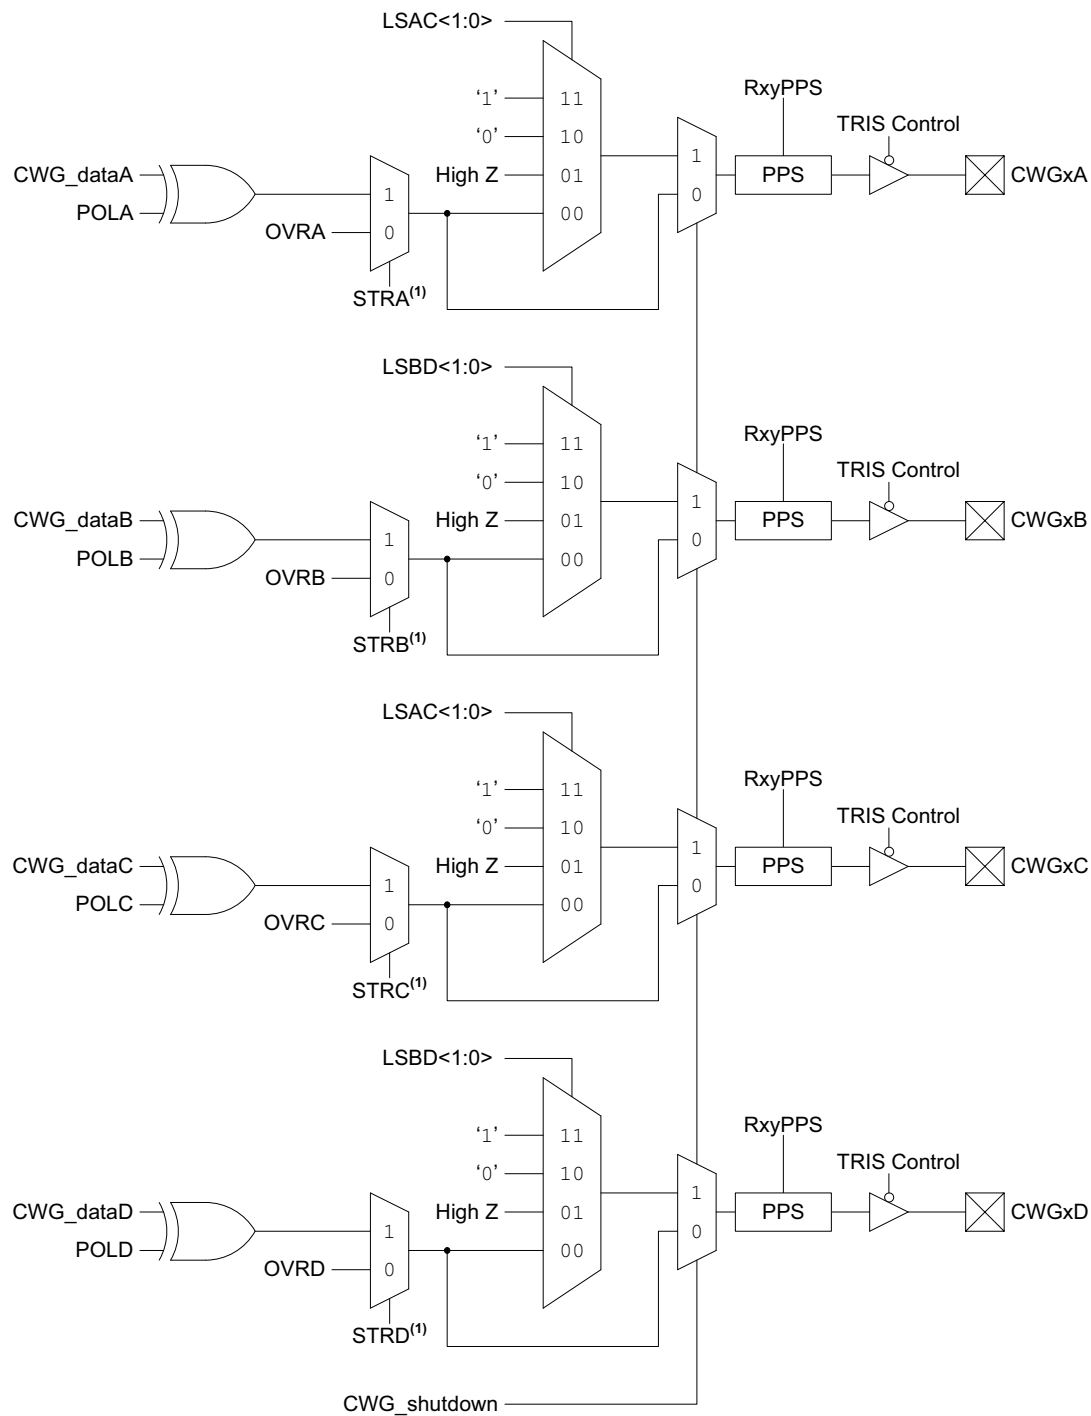 LSAC<1:0>
‘1’ 11
‘0’ 10
High Z 01
00
CWG_dataA
POLA
OVRA
1
0
STRA(1)
1
0
RxyPPS
PPS
TRIS Control
CWGxA
LSBD<1:0>
‘1’ 11
‘0’ 10
High Z 01
00
CWG_dataB
POLB
OVRB
1
0
STRB(1)
1
0
RxyPPS
PPS
TRIS Control
CWGxB
LSAC<1:0>
‘1’ 11
‘0’ 10
High Z 01
00
CWG_dataC
POLC
OVRC
1
0
STRC(1)
1
0
RxyPPS
PPS
TRIS Control
CWGxC
LSBD<1:0>
‘1’ 11
‘0’ 10
High Z 01
00
CWG_dataD
POLD
OVRD
1
0
STRD(1)
1
0
RxyPPS
PPS
TRIS Control
CWGxD
CWG_shutdown